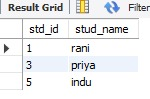 Result Grid Filter
std_id stud_name
1 rani
3 priya
5 indu